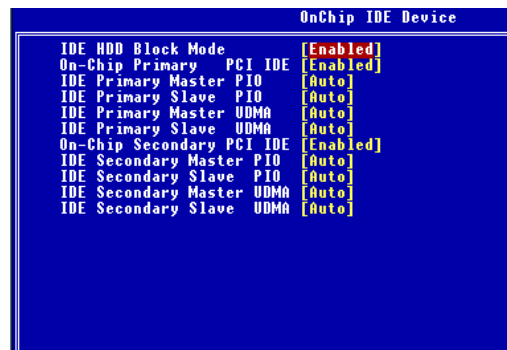 OnChip IDE Device
IDE HDD Block Mode [Enabled]
On-Chip Primary PCI IDE [Enabled]
IDE Primary Master PIO [Auto]
IDE Primary Slave PIO [Auto]
IDE Primary Master UDMA [Auto]
IDE Primary Slave UDMA [Auto]
On-Chip Secondary PCI IDE [Enabled]
IDE Secondary Master PIO [Auto]
IDE Secondary Slave PIO [Auto]
IDE Secondary Master UDMA [Auto]
IDE Secondary Slave UDMA [Auto]